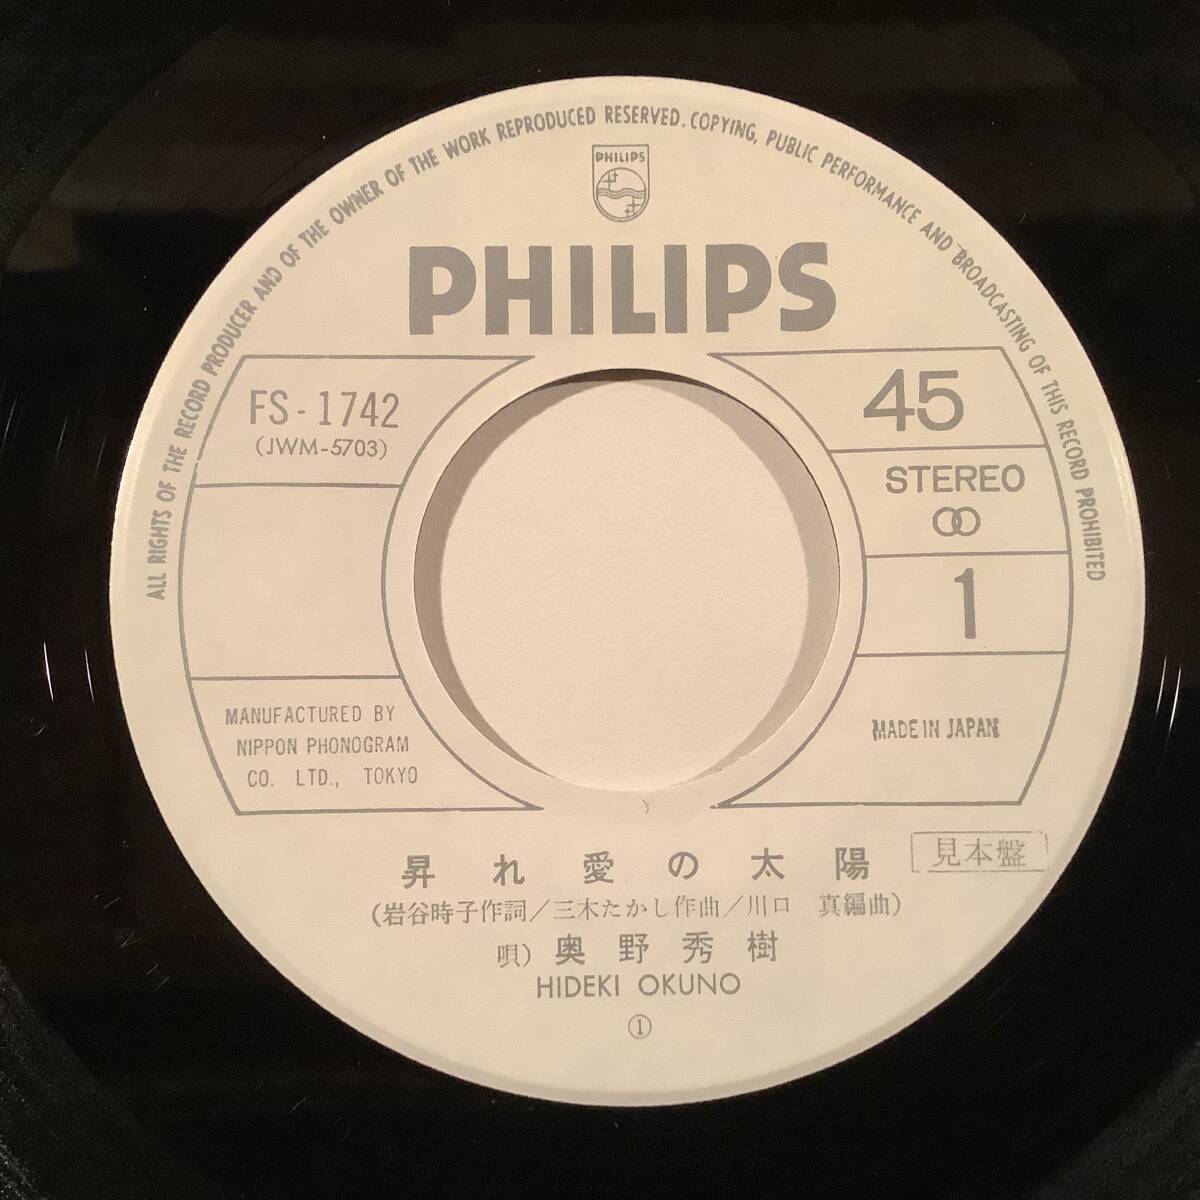 ALL RIGHTS OF THE RECORD PRODUCER AND OF THE OWNER OF THE WORK REPRODUCED RESERVED. COPYING, PUBLIC PERFORMANCE AND BROADCASTING OF THIS RECORD PROHIBITED
PHILIPS
PHILIPS
FS-1742
(JWM-5703)
45
STEREO
1
MANUFACTURED BY
NIPPON PHONOGRAM
CO. LTD., TOKYO
MADE IN JAPAN
見本盤
昇れ愛の太陽
(岩谷時子作詞/三木たかし作曲/川口 真編曲)
唄) 奥野秀樹
HIDEKI OKUNO
①